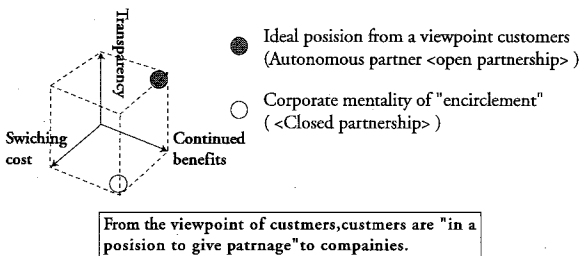 Transparency
Swiching
cost
Continued
benefits
Ideal posision from a viewpoint customers
(Autonomous partner <open partnership> )
Corporate mentality of "encirclement"
( <Closed partnership> )
From the viewpoint of custmers,custmers are "in a
posision to give patrnage"to compainies.